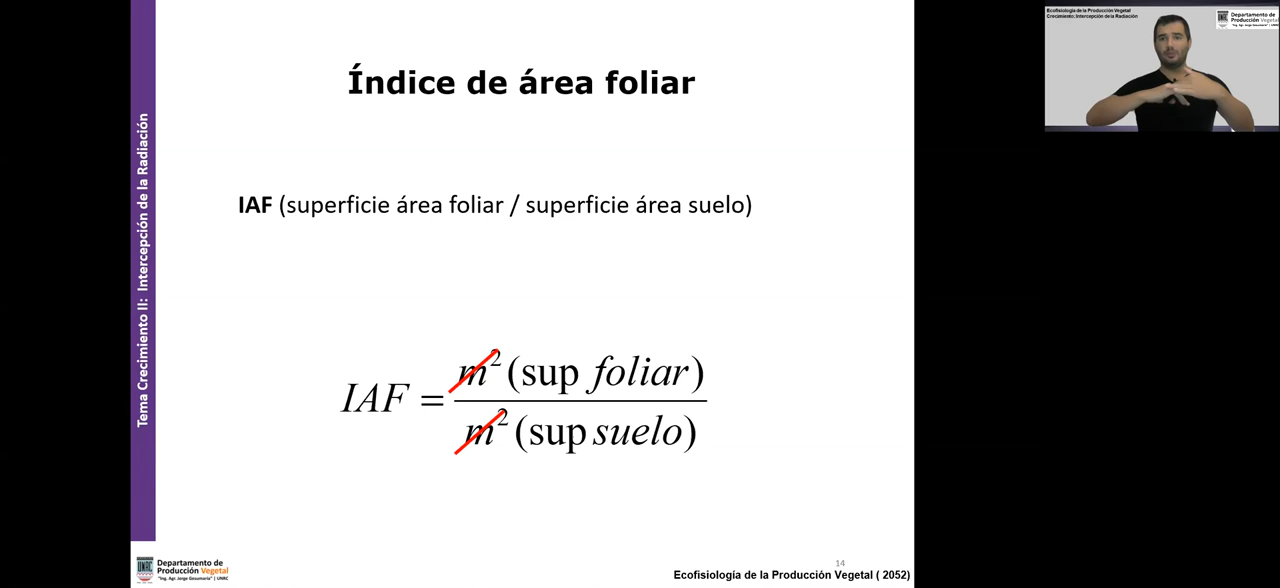 Índice de área foliar
IAF (superficie área foliar / superficie área suelo)
IAF = m² (sup foliar)
m² (sup suelo)
Tema Crecimiento II: Intercepción de la Radiación
UNRC
Departamento de
Producción Vegetal
"Ing. Agr. Jorge Gesumaría" | UNRC
14
Ecofisiología de la Producción Vegetal ( 2052)
Ecofisiología de la Producción Vegetal
Crecimiento: Intercepción de la Radiación
Departamento de
Producción Vegetal